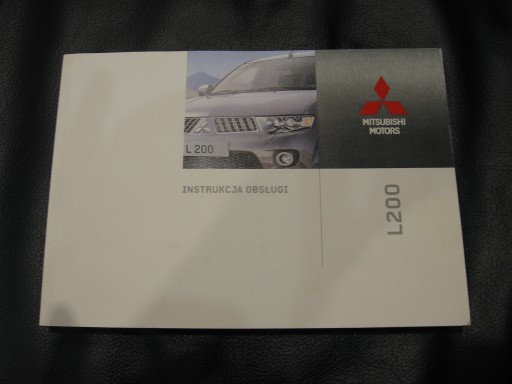 L 200
MITSUBISHI
MOTORS
INSTRUKCJA OBSŁUGI
L200